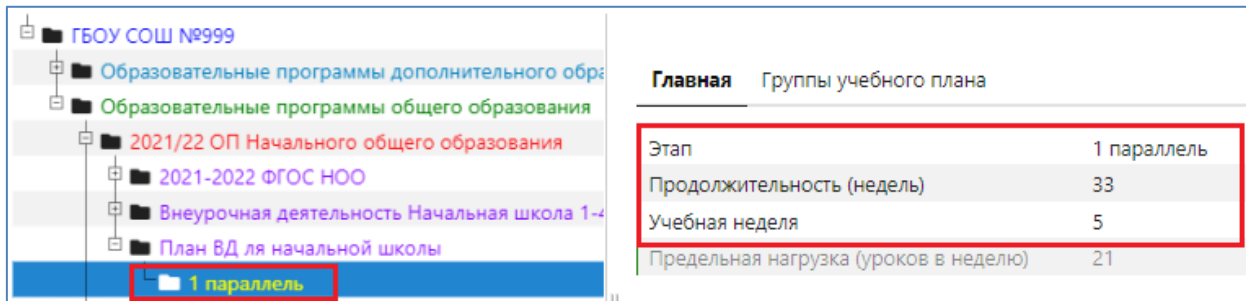 ГБОУ СОШ №999
Образовательные программы дополнительного обра
Образовательные программы общего образования
2021/22 ОП Начального общего образования
2021-2022 ФГОС НОО
Внеурочная деятельность Начальная школа 1-4
План ВД ля начальной школы
1 параллель
Главная Группы учебного плана
Этап 1 параллель
Продолжительность (недель) 33
Учебная неделя 5
Предельная нагрузка (уроков в неделю) 21